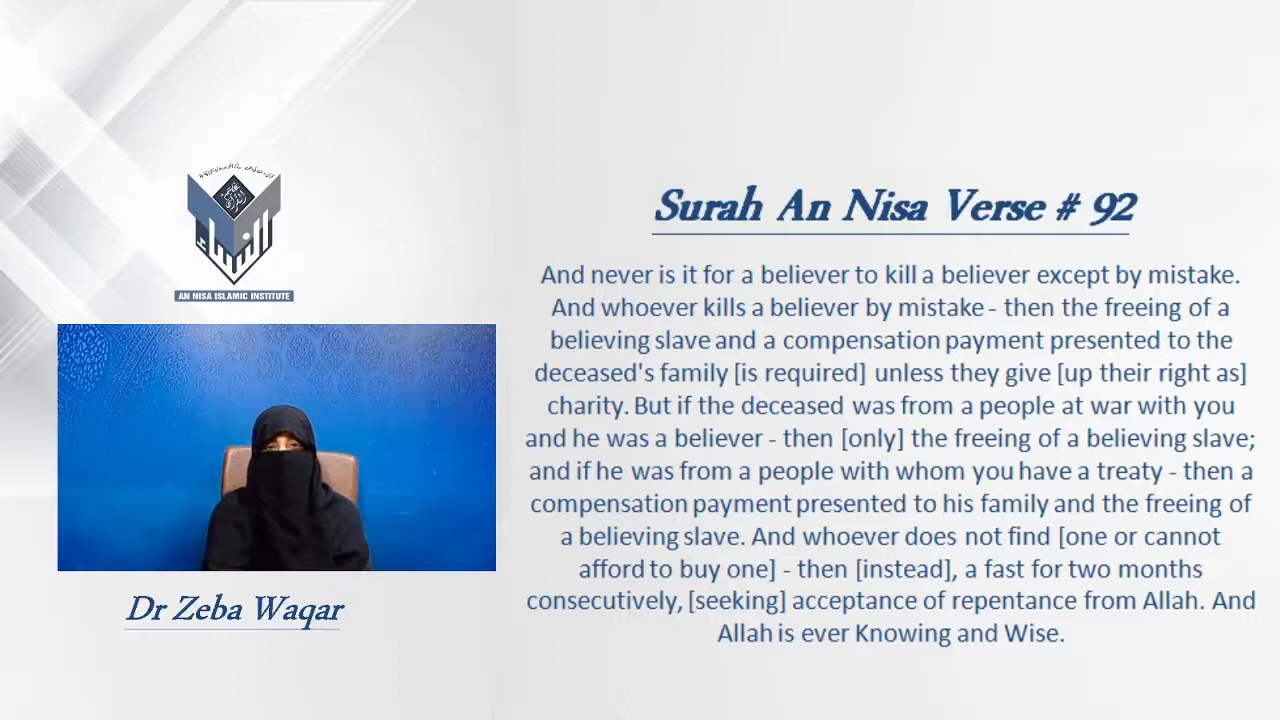 AN NISA ISLAMIC INSTITUTE
Dr Zeba Waqar
Surah An Nisa Verse # 92
And never is it for a believer to kill a believer except by mistake.
And whoever kills a believer by mistake - then the freeing of a
believing slave and a compensation payment presented to the
deceased's family [is required] unless they give [up their right as]
charity. But if the deceased was from a people at war with you
and he was a believer - then [only] the freeing of a believing slave;
and if he was from a people with whom you have a treaty - then a
compensation payment presented to his family and the freeing of
a believing slave. And whoever does not find [one or cannot
afford to buy one] - then [instead], a fast for two months
consecutively, [seeking] acceptance of repentance from Allah. And
Allah is ever Knowing and Wise.